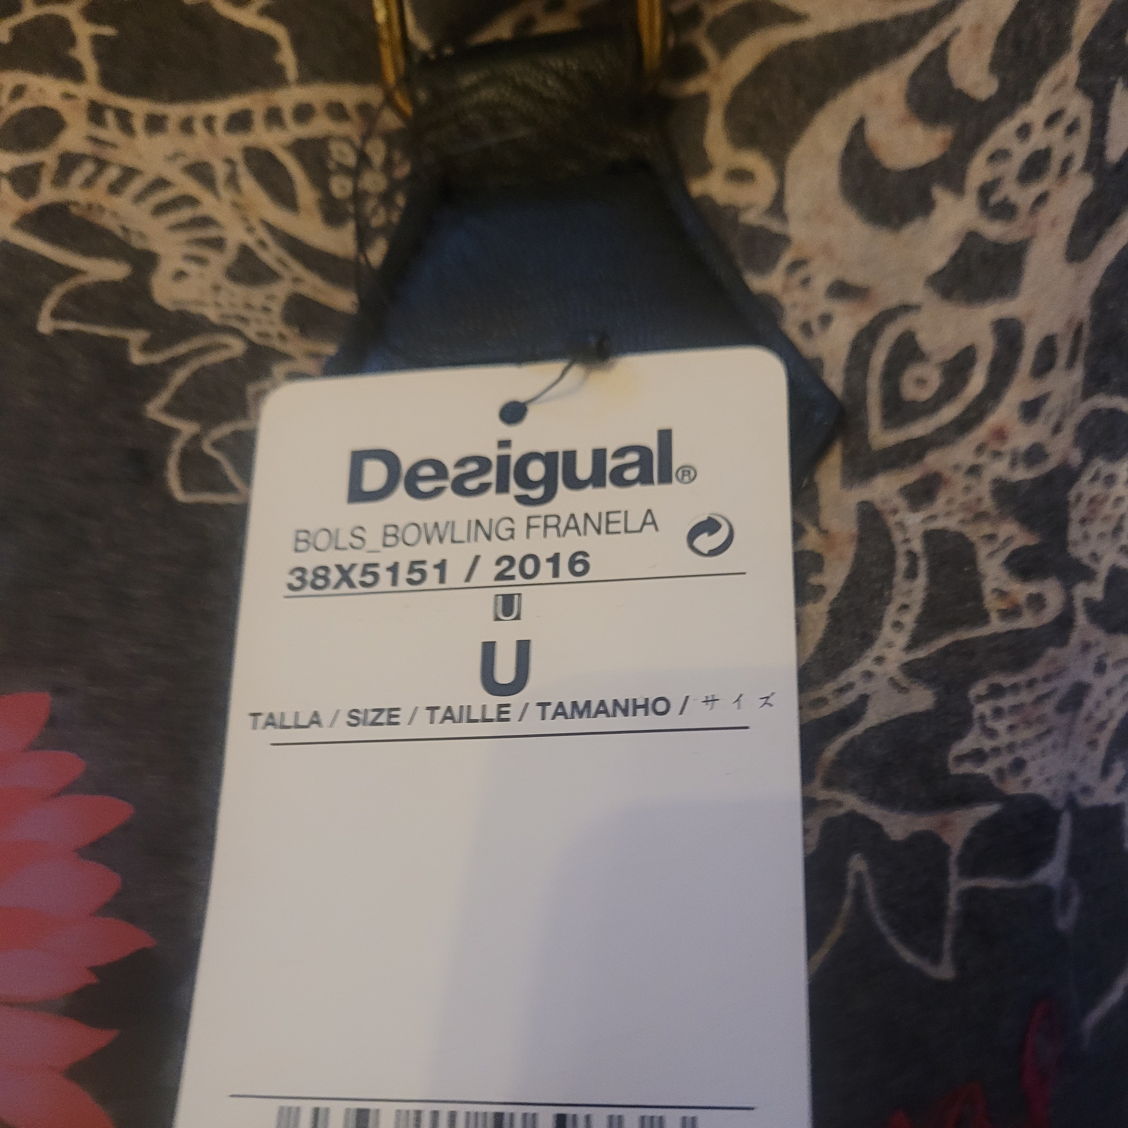 Desigual®
BOLS_BOWLING FRANELA
38X5151 / 2016
U
U
TALLA / SIZE / TAILLE / TAMANHO / サイズ